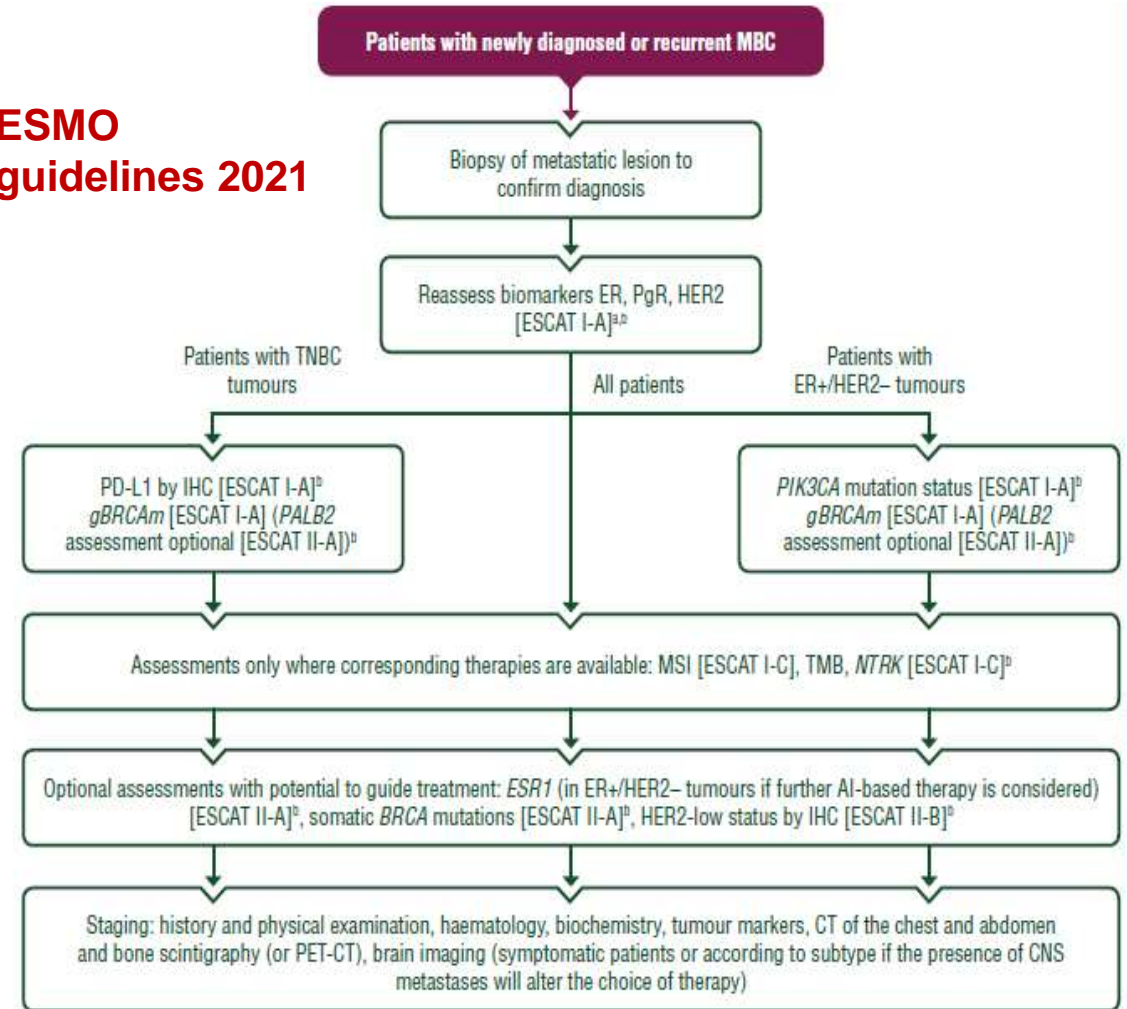 Patients with newly diagnosed or recurrent MBC
ESMO
guidelines 2021
Biopsy of metastatic lesion to
confirm diagnosis
Reassess biomarkers ER, PgR, HER2
[ESCAT I-A]a,b
Patients with TNBC
tumours
All patients
Patients with
ER+/HER2– tumours
PD-L1 by IHC [ESCAT I-A]b
gBRCAm [ESCAT I-A] (PALB2
assessment optional [ESCAT II-A])b
PIK3CA mutation status [ESCAT I-A]b
gBRCAm [ESCAT I-A] (PALB2
assessment optional [ESCAT II-A])b
Assessments only where corresponding therapies are available: MSI [ESCAT I-C], TMB, NTRK [ESCAT I-C]b
Optional assessments with potential to guide treatment: ESR1 (in ER+/HER2– tumours if further AI-based therapy is considered)
[ESCAT II-A]b, somatic BRCA mutations [ESCAT II-A]b, HER2-low status by IHC [ESCAT II-B]b
Staging: history and physical examination, haematology, biochemistry, tumour markers, CT of the chest and abdomen
and bone scintigraphy (or PET-CT), brain imaging (symptomatic patients or according to subtype if the presence of CNS
metastases will alter the choice of therapy)